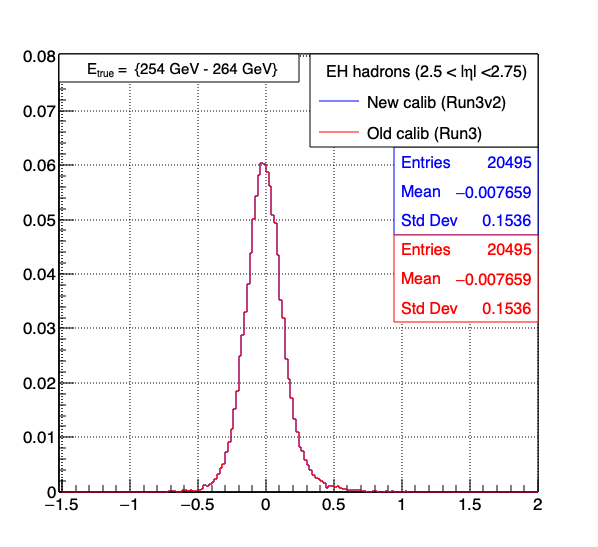 E_true = {254 GeV - 264 GeV}
EH hadrons (2.5 < |η| <2.75)
New calib (Run3v2)
Old calib (Run3)
Entries 20495
Mean −0.007659
Std Dev 0.1536
Entries 20495
Mean −0.007659
Std Dev 0.1536
0.08
0.07
0.06
0.05
0.04
0.03
0.02
0.01
0
−1.5 −1 −0.5 0 0.5 1 1.5 2